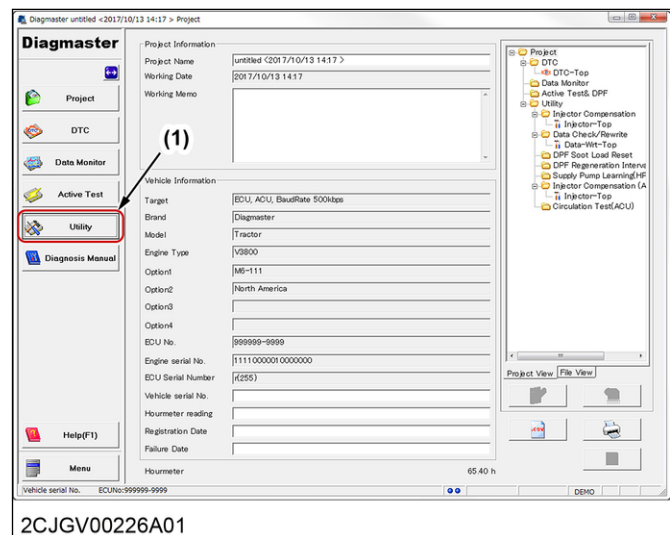 Diagmaster untitled <2017/10/13 14:17 > Project
Diagmaster
Project
DTC
Data Monitor
Active Test
Utility
Diagnosis Manual
Help(F1)
Menu
(1)
Project Information
Project Name untitled <2017/10/13 14:17 >
Working Date 2017/10/13 14:17
Working Memo
Vehicle Information
Target ECU, ACU, BaudRate 500kbps
Brand Diagmaster
Model Tractor
Engine Type V3800
Option1 M6-111
Option2 North America
Option3
Option4
ECU No. 999999-9999
Engine serial No.
ECU Serial Number r(255)
Vehicle serial No.
Hourmeter reading
Registration Date
Failure Date
Hourmeter 65.40 h
Project
DTC
DTC-Top
Data Monitor
Active Test& DPF
Utility
Injector Compensation
Injector-Top
Data Check/Rewrite
Data-Wrt-Top
DPF Soot Load Reset
DPF Regeneration Interva
Supply Pump Learning(HF
Injector Compensation (A
Injector-Top
Circulation Test(ACU)
Project View File View
.csv
Vehicle serial No. ECUNo:999999-9999 DEMO
2CJGV00226A01